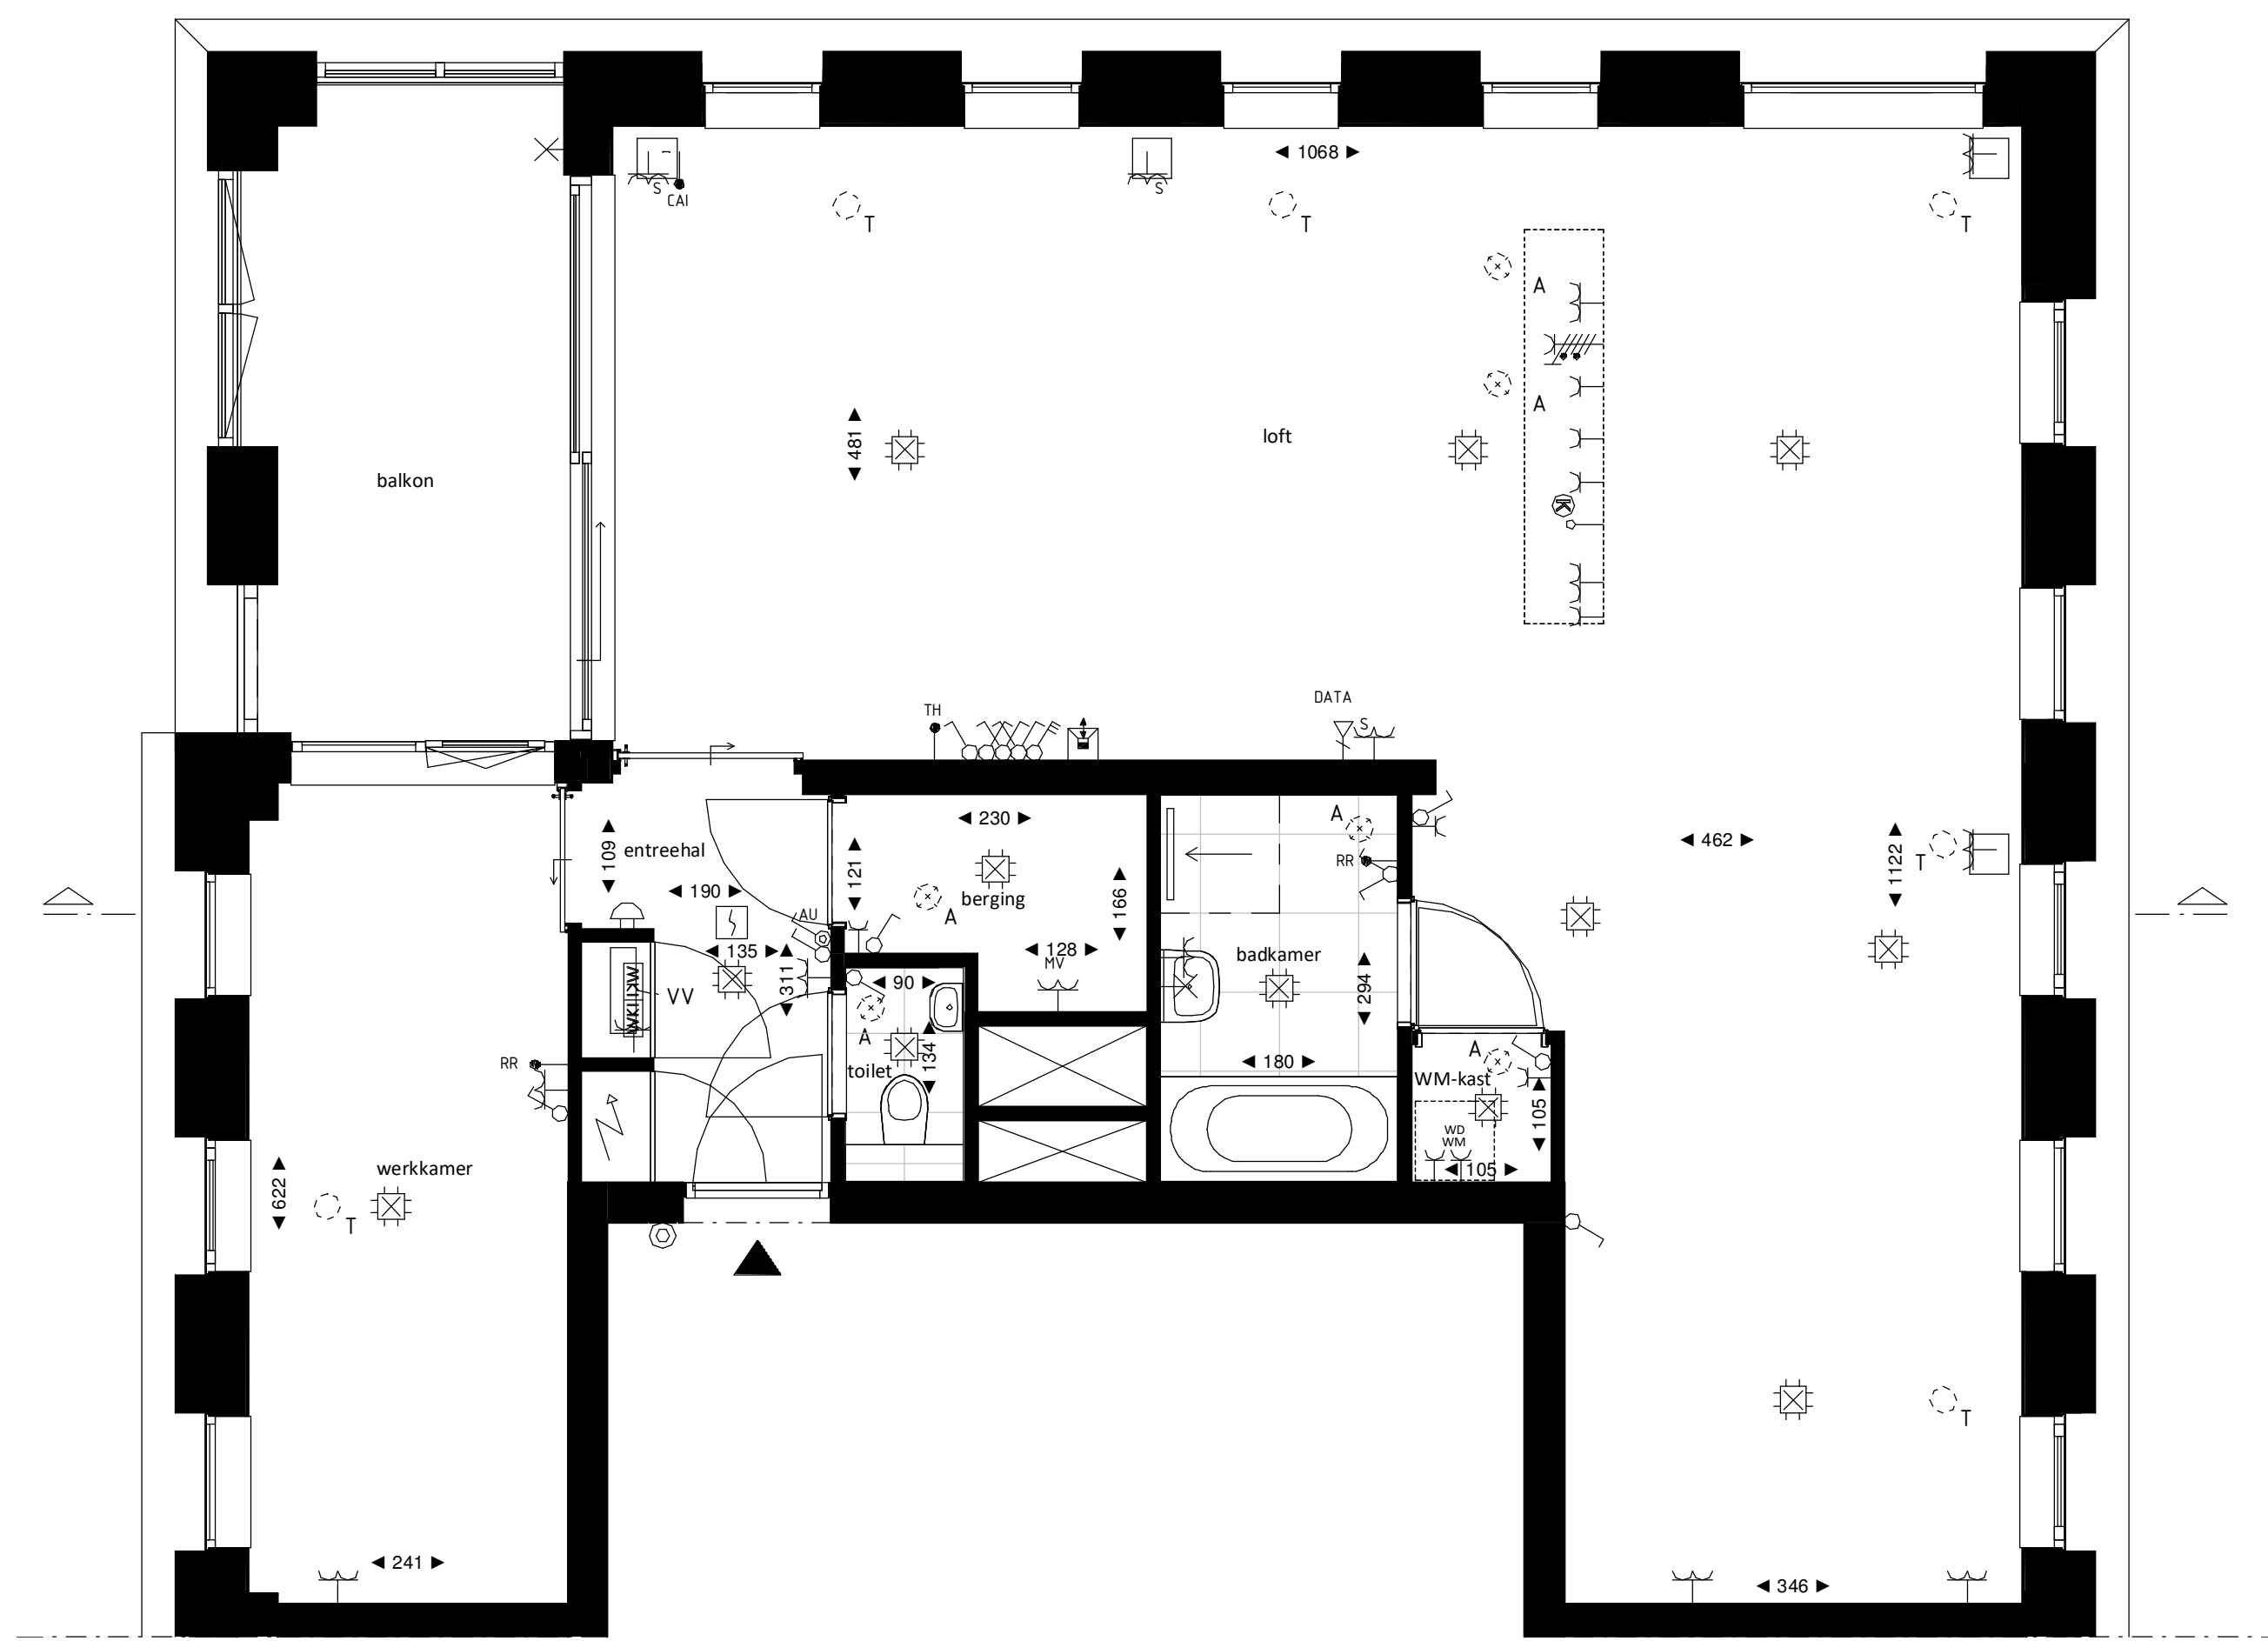 1068
S
CAI
S
T
T
T
A
A
481
loft
balkon
K
TH
DATA
S
230
A
109
entreehal
121
RR
462
1122
T
190
berging
166
AU
A
135
128
MV
badkamer
311
90
294
VV
WKI
IKW
A
134
toilet
180
A
WM-kast
RR
105
WD
WM
105
werkkamer
622
T
T
241
346